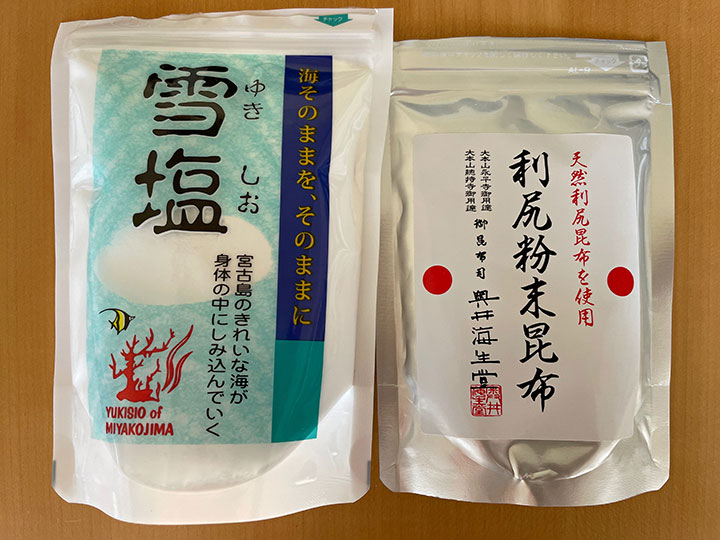 チャック
海そのままを、そのままに
雪塩
ゆき しお
宮古島のきれいな海が
身体の中にしみ込んでいく
YUKISIO of
MIYAKOJIMA
天然利尻昆布を使用
利尻粉末昆布
大本山永平寺御用達
大本山總持寺御用達
御昆布司 奥井海生堂